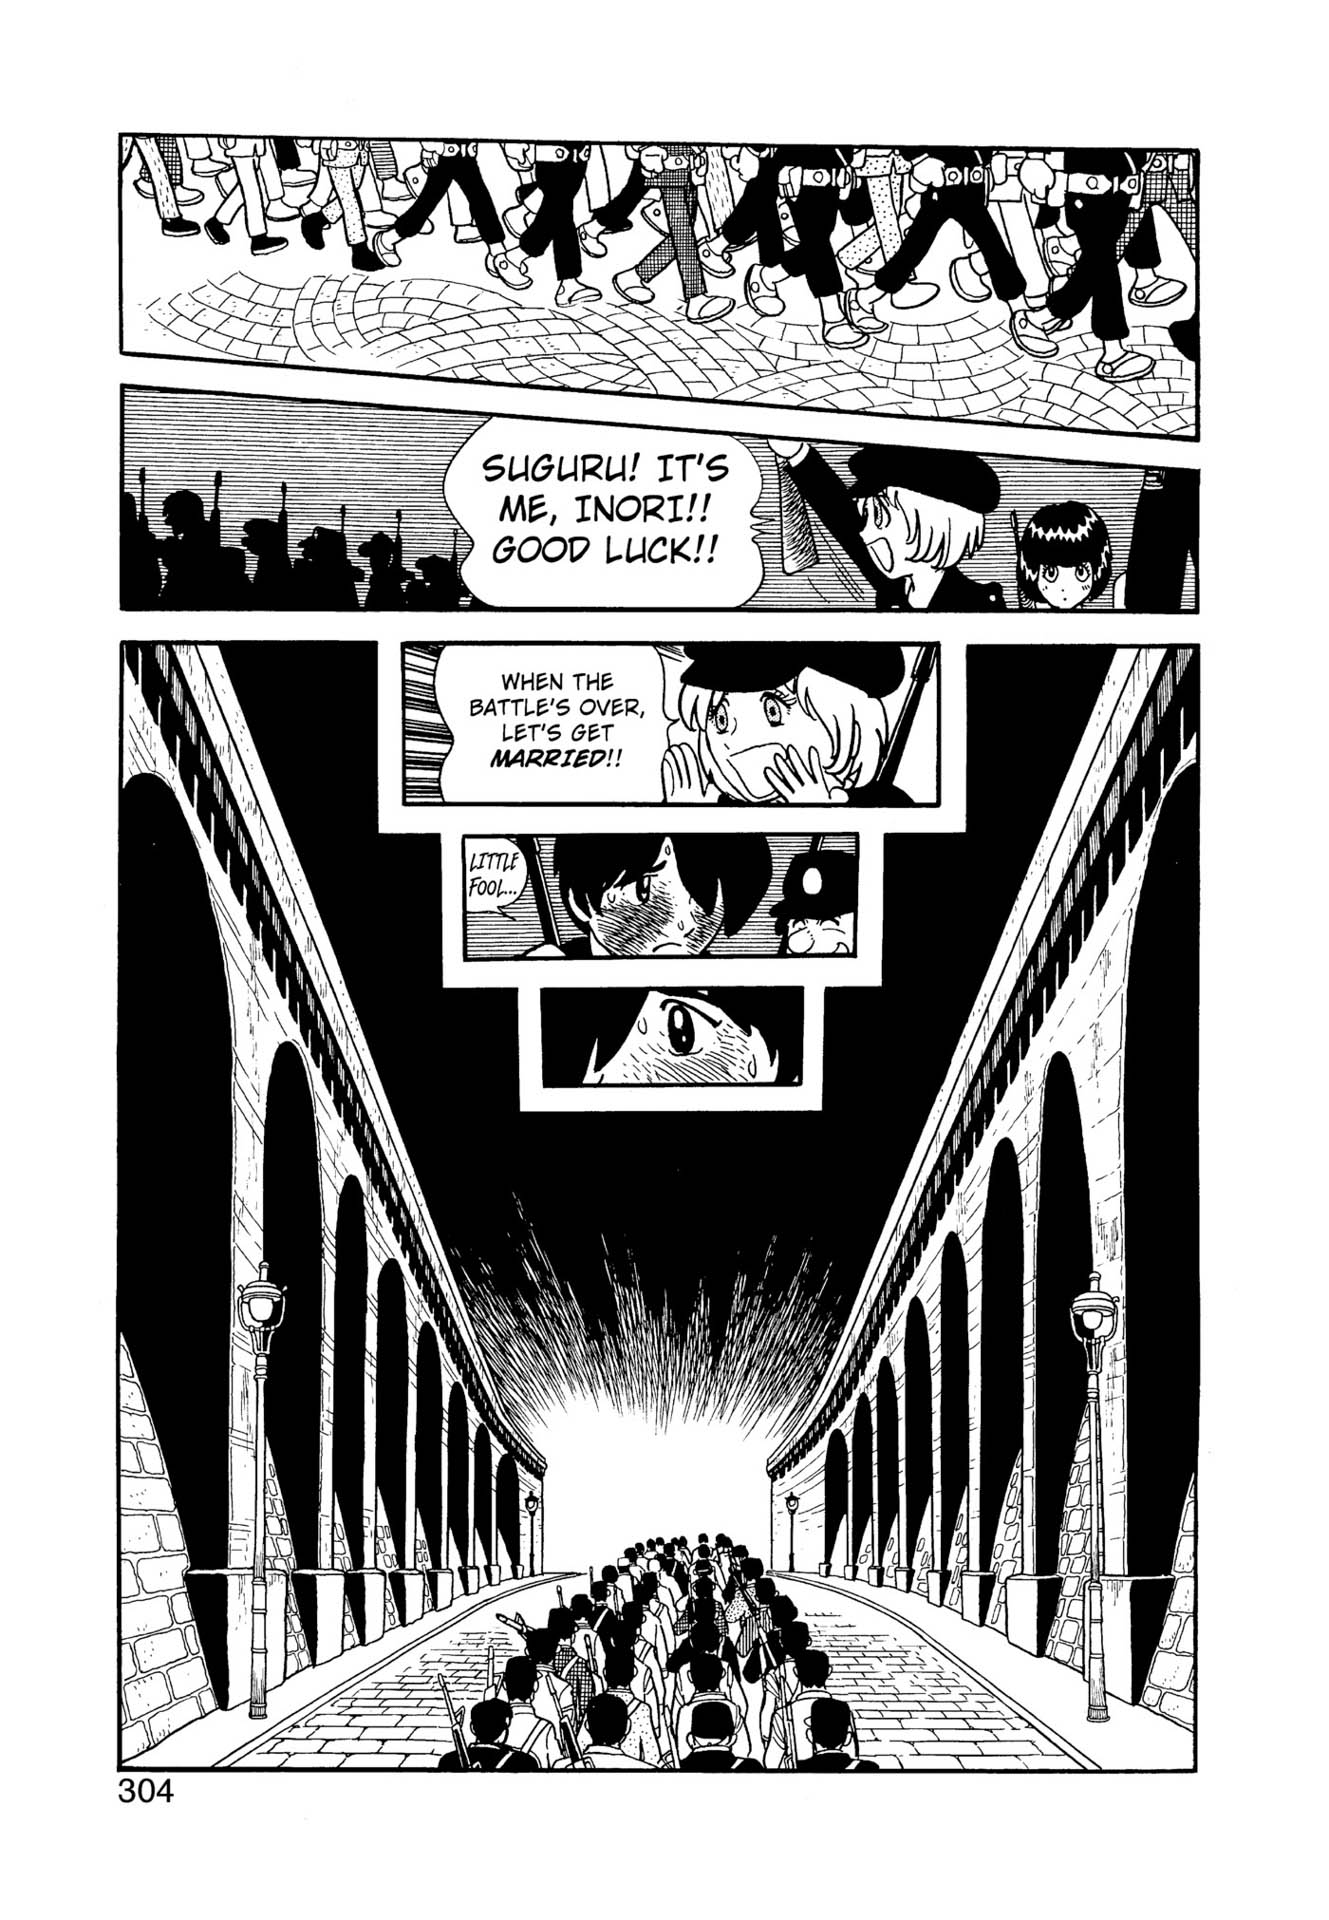 SUGURU! IT'S
ME, INORI!!
GOOD LUCK!!
WHEN THE
BATTLE'S OVER,
LET'S GET
MARRIED!!
LITTLE
FOOL...
304